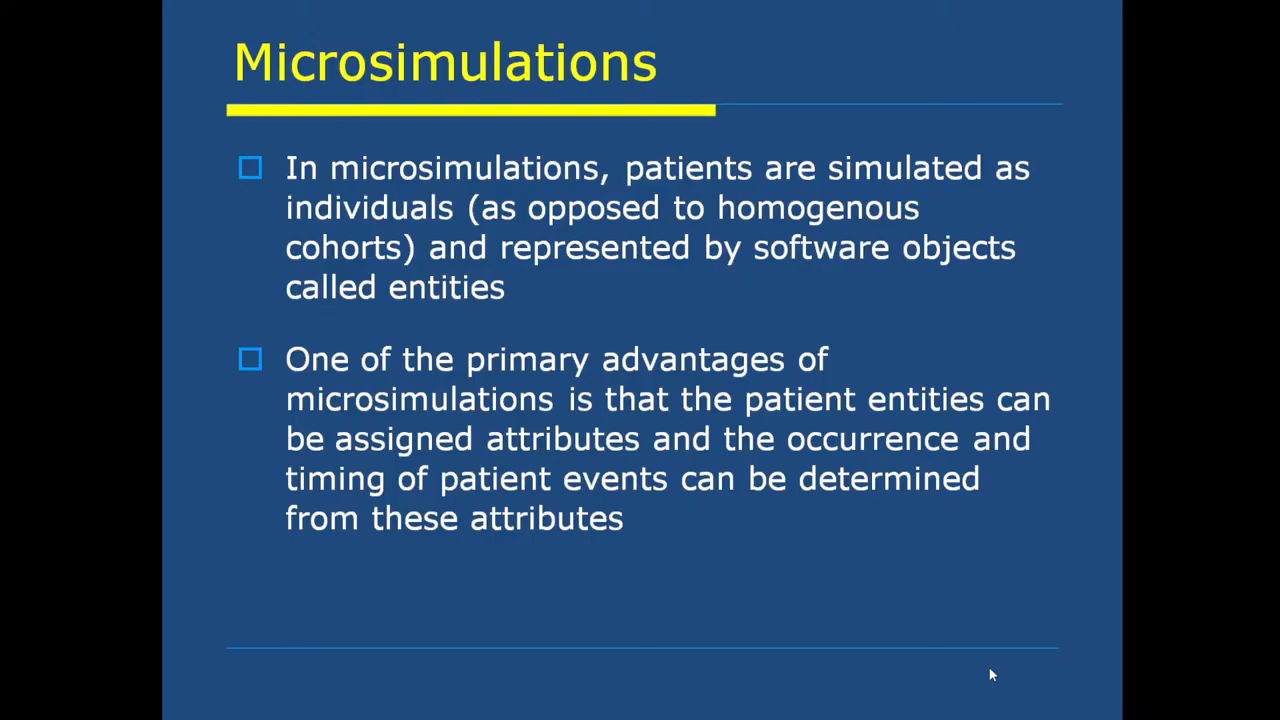 Microsimulations
In microsimulations, patients are simulated as
individuals (as opposed to homogenous
cohorts) and represented by software objects
called entities
One of the primary advantages of
microsimulations is that the patient entities can
be assigned attributes and the occurrence and
timing of patient events can be determined
from these attributes